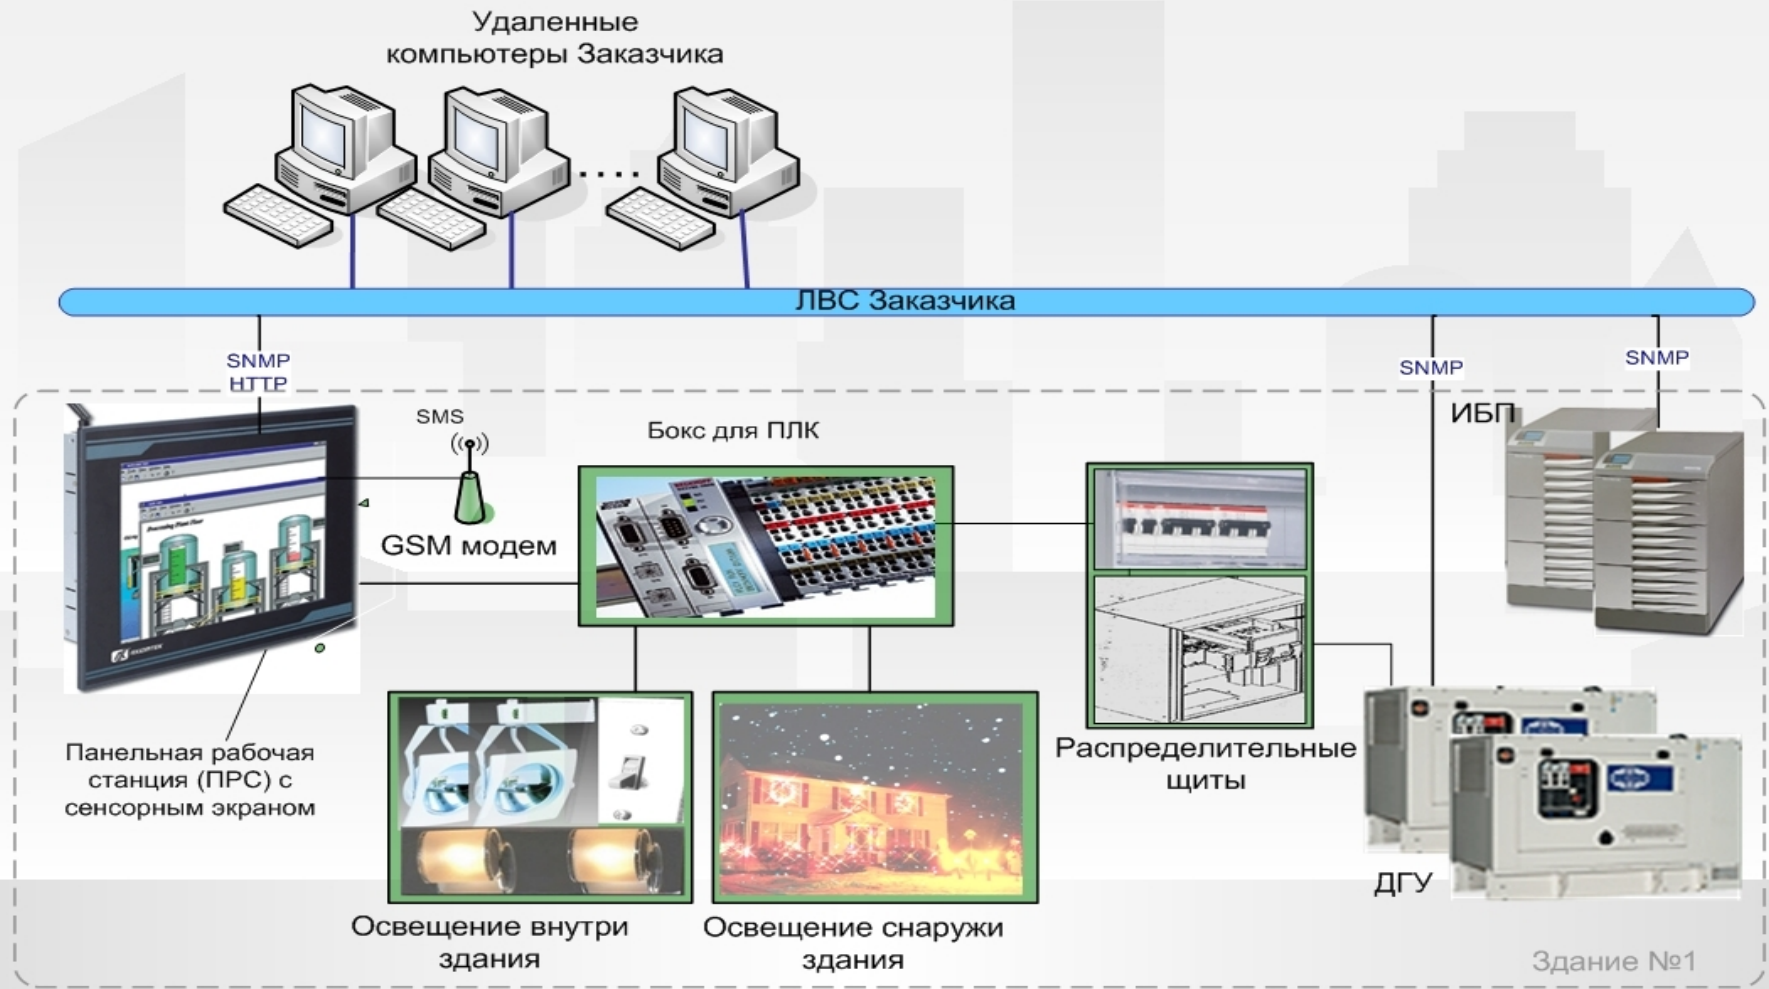 Удаленные
компьютеры Заказчика
ЛВС Заказчика
SNMP
HTTP
SNMP
SNMP
SMS
GSM модем
Бокс для ПЛК
ИБП
Панельная рабочая
станция (ПРС) с
сенсорным экраном
Распределительные
щиты
ДГУ
Освещение внутри
здания
Освещение снаружи
здания
Здание №1